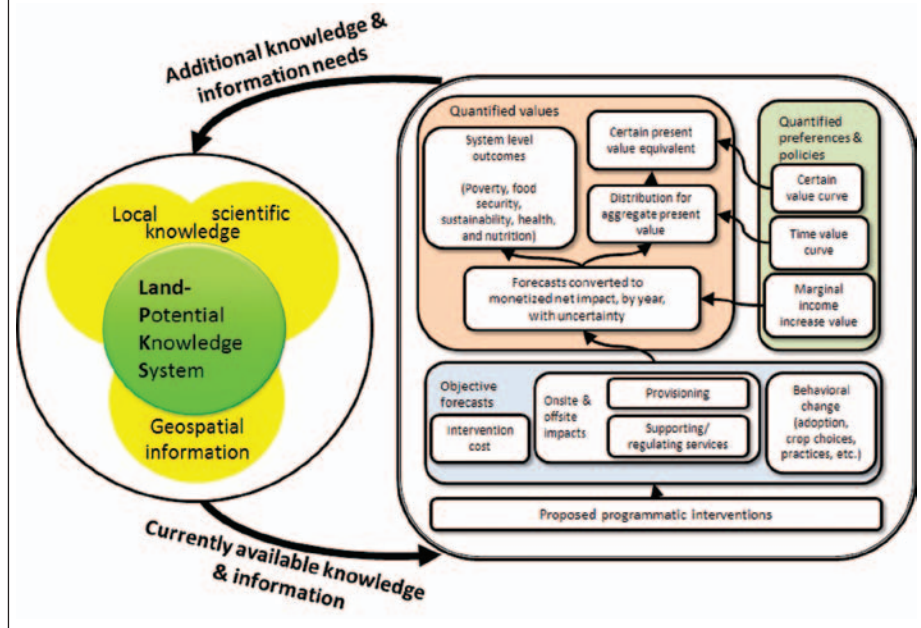 Additional knowledge &
information needs
Local scientific
knowledge
Land-
Potential
Knowledge
System
Geospatial
information
Currently available knowledge
& information
Quantified values
System level
outcomes
(Poverty, food
security,
sustainability, health,
and nutrition)
Certain present
value equivalent
Distribution for
aggregate present
value
Forecasts converted to
monetized net impact, by year,
with uncertainty
Quantified
preferences &
policies
Certain
value curve
Time value
curve
Marginal
income
increase value
Objective
forecasts
Intervention
cost
Onsite &
offsite
impacts
Provisioning
Supporting/
regulating services
Behavioral
change
(adoption,
crop choices,
practices, etc.)
Proposed programmatic interventions